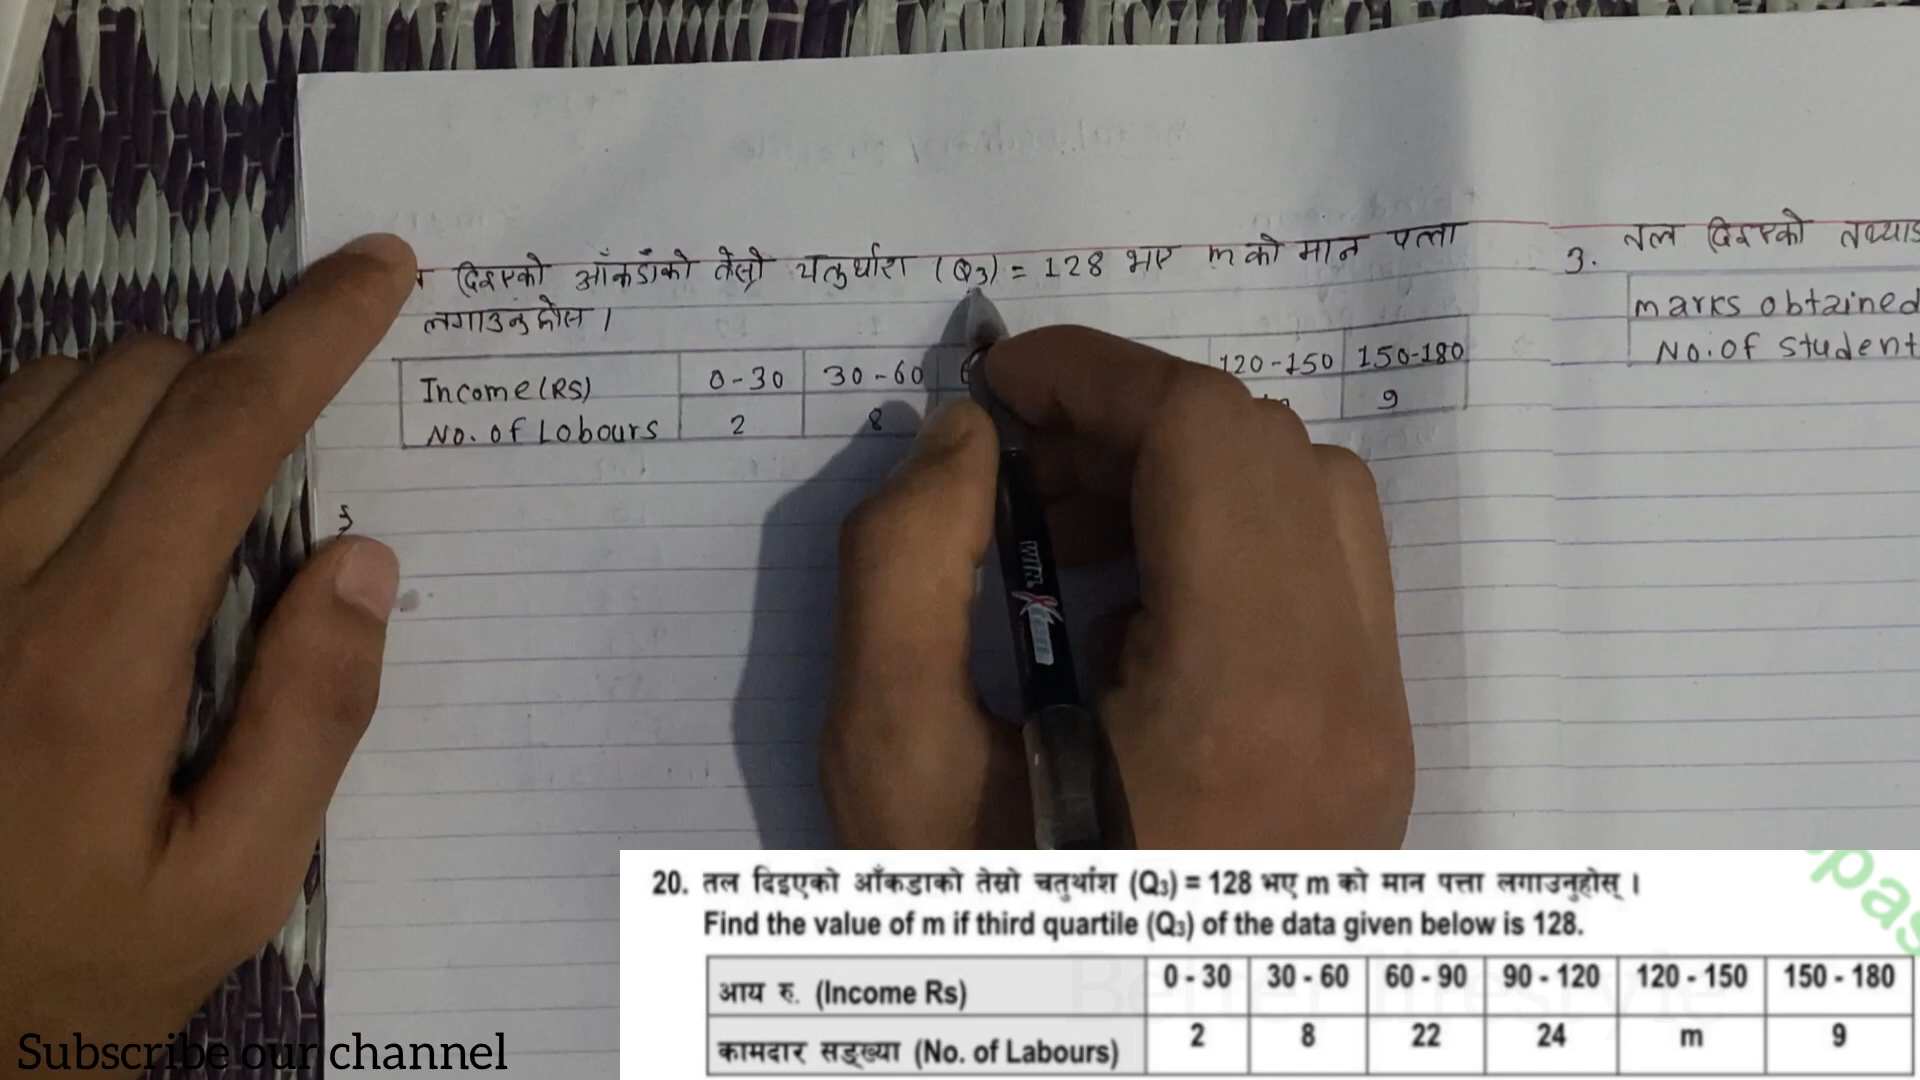 दिइएको आँकडाँको तेस्रो चतुर्थांश (Q3) = 128 भए m को मान पत्ता
लगाउनुहोस ।
Income(RS) 0-30 30-60 120-150 150-180
No. of Lobours 2 8 9
3. तल दिइएको
marks obtained
No. of student
WIN
20. तल दिइएको आँकडाको तेस्रो चतुर्थांश (Q₃) = 128 भए m को मान पत्ता लगाउनुहोस् ।
Find the value of m if third quartile (Q₃) of the data given below is 128.
आय रु. (Income Rs) 0 - 30 30 - 60 60 - 90 90 - 120 120 - 150 150 - 180
कामदार सङ्ख्या (No. of Labours) 2 8 22 24 m 9
Subscribe our channel